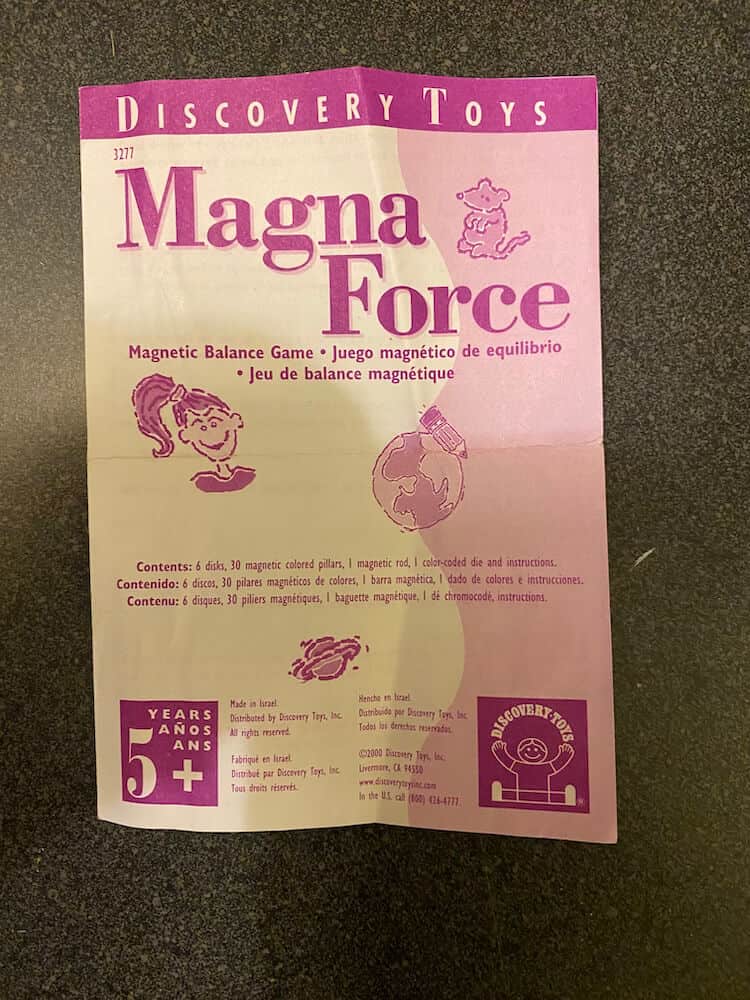 DISCOVERY TOYS
3277
Magna
Force
Magnetic Balance Game • Juego magnético de equilibrio
• Jeu de balance magnétique
Contents: 6 disks, 30 magnetic colored pillars, 1 magnetic rod, 1 color-coded die and instructions.
Contenido: 6 discos, 30 pilares magnéticos de colores, 1 barra magnética, 1 dado de colores e instrucciones.
Contenu: 6 disques, 30 piliers magnétiques, 1 baguette magnétique, 1 dé chromocodé, instructions.
YEARS
AÑOS
ANS
5+
Made in Israel.
Distributed by Discovery Toys, Inc.
All rights reserved.
Fabriqué en Israel.
Distribué par Discovery Toys, Inc.
Tous droits réservés.
Hencho en Israel.
Distribuido por Discovery Toys, Inc.
Todos los derechos reservados.
©2000 Discovery Toys, Inc.
Livermore, CA 94550
www.discoverytoysinc.com
In the U.S. call (800) 426-4777.
DISCOVERY TOYS
®